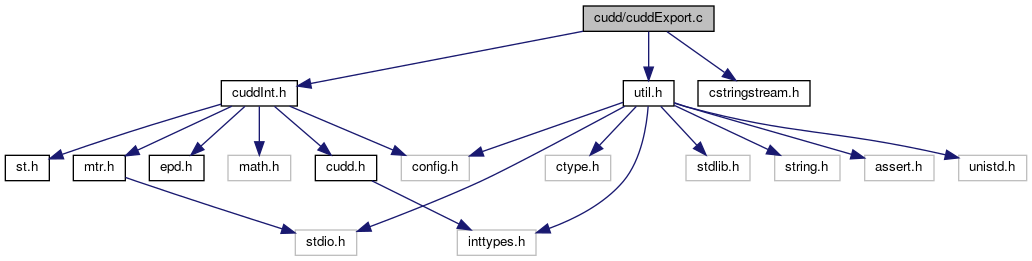 cudd/cuddExport.c
cuddInt.h
util.h
cstringstream.h
st.h
mtr.h
epd.h
math.h
cudd.h
config.h
ctype.h
stdlib.h
string.h
assert.h
unistd.h
stdio.h
inttypes.h